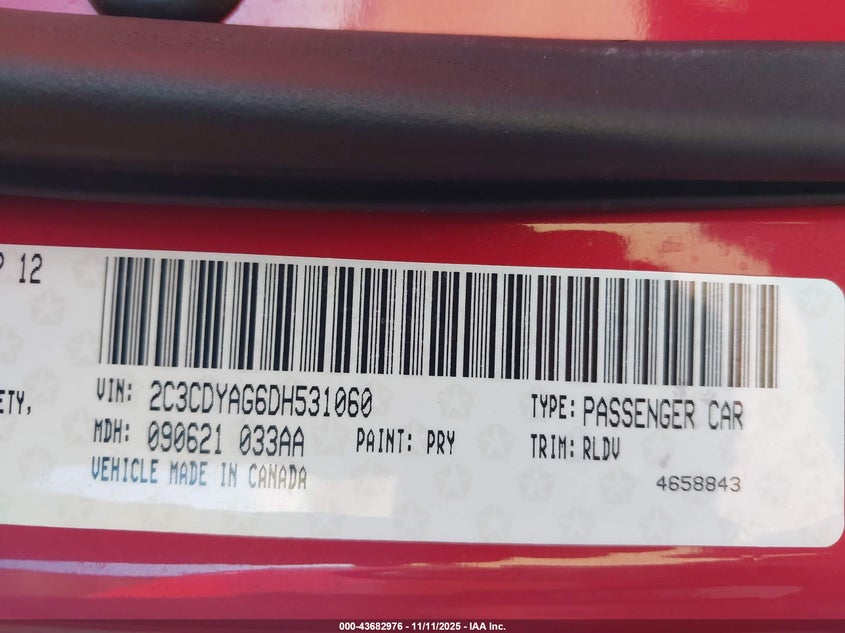 P 12
ETY,
VIN: 2C3CDYAG6DH531060
TYPE: PASSENGER CAR
MDH: 090621 033AA
PAINT: PRY
TRIM: RLDV
VEHICLE MADE IN CANADA
4658843
000-43682976 - 11/11/2025 - IAA Inc.